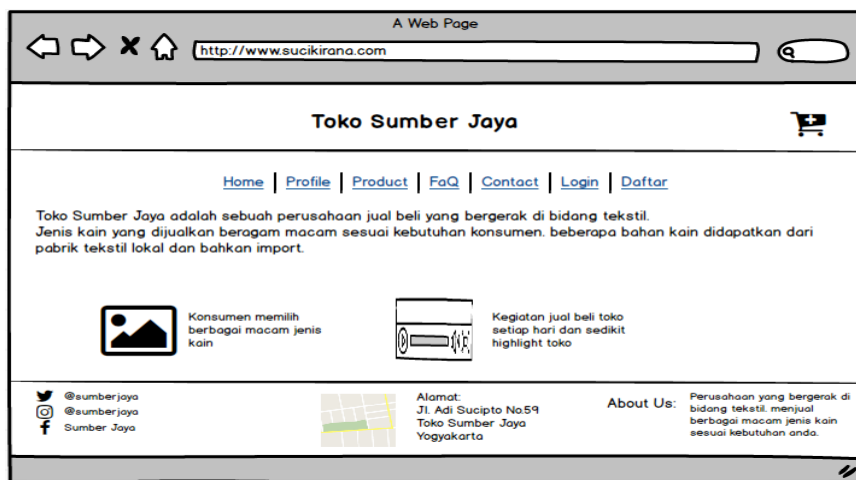 A Web Page
http://www.sucikirana.com
Toko Sumber Jaya
Home | Profile | Product | FaQ | Contact | Login | Daftar
Toko Sumber Jaya adalah sebuah perusahaan jual beli yang bergerak di bidang tekstil.
Jenis kain yang dijualkan beragam macam sesuai kebutuhan konsumen. beberapa bahan kain didapatkan dari
pabrik tekstil lokal dan bahkan import.
Konsumen memilih
berbagai macam jenis
kain
Kegiatan jual beli toko
setiap hari dan sedikit
highlight toko
@sumberjaya
@sumberjaya
Sumber Jaya
Alamat:
Jl. Adi Sucipto No.59
Toko Sumber Jaya
Yogyakarta
About Us:
Perusahaan yang bergerak di
bidang tekstil. menjual
berbagai macam jenis kain
sesuai kebutuhan anda.